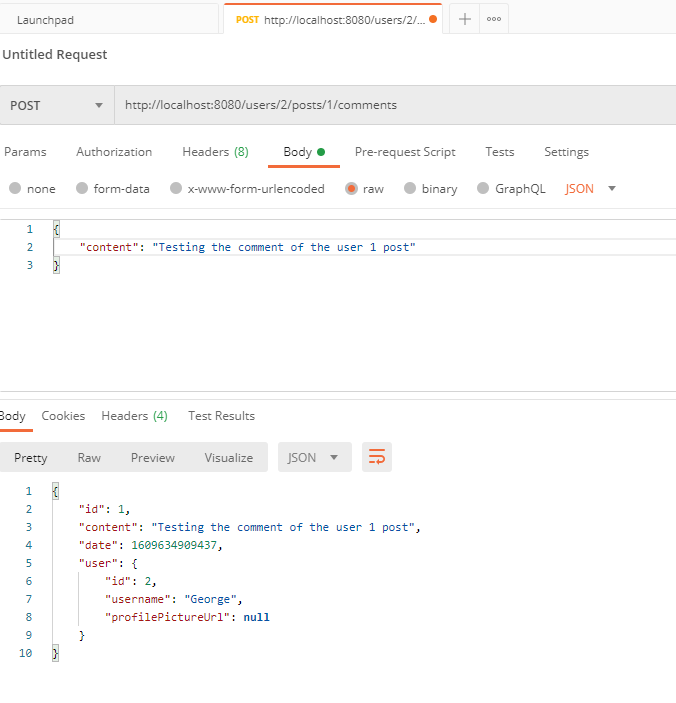 Launchpad
POST http://localhost:8080/users/2/...
Untitled Request
POST http://localhost:8080/users/2/posts/1/comments
Params Authorization Headers (8) Body Pre-request Script Tests Settings
none form-data x-www-form-urlencoded raw binary GraphQL JSON
1 {
2 "content": "Testing the comment of the user 1 post"
3 }
Body Cookies Headers (4) Test Results
Pretty Raw Preview Visualize JSON
1 {
2 "id": 1,
3 "content": "Testing the comment of the user 1 post",
4 "date": 1609634909437,
5 "user": {
6 "id": 2,
7 "username": "George",
8 "profilePictureUrl": null
9 }
10 }